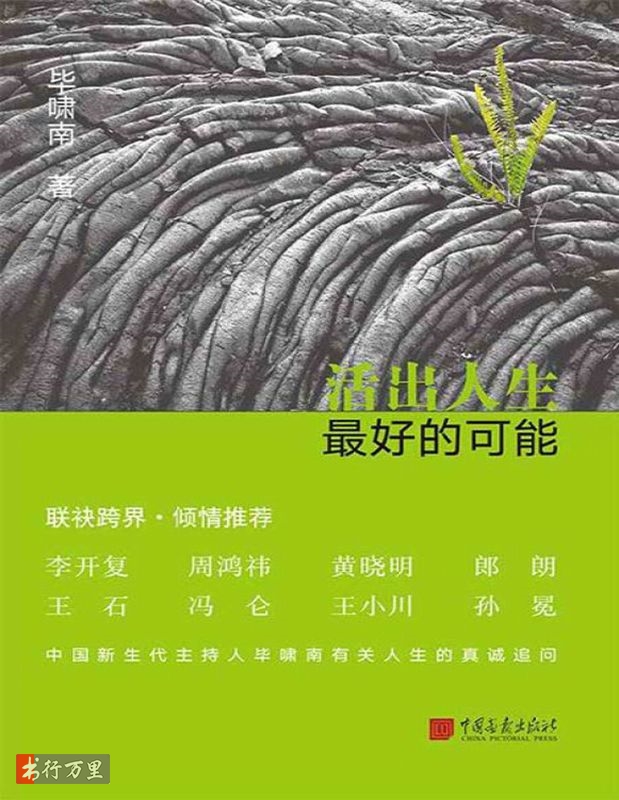 毕啸南 著
活出人生
最好的可能
联袂跨界·倾情推荐
李开复 周鸿祎 黄晓明 郎朗
王石 冯仑 王小川 孙冕
中国新生代主持人毕啸南有关人生的真诚追问
中国画报出版社
CHINA PICTORIAL PRESS
书行万里